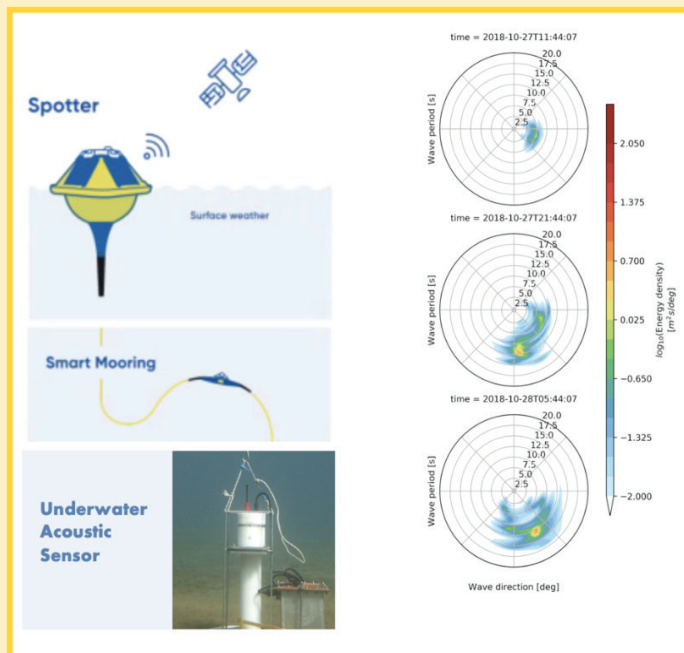 Spotter
Surface weather
Smart Mooring
Underwater
Acoustic
Sensor
time = 2018-10-27T11:44:07
20.0
17.5
15.0
12.5
10.0
7.5
5.0
2.5
Wave period [s]
time = 2018-10-27T21:44:07
20.0
17.5
15.0
12.5
10.0
7.5
5.0
2.5
Wave period [s]
time = 2018-10-28T05:44:07
20.0
17.5
15.0
12.5
10.0
7.5
5.0
2.5
Wave period [s]
Wave direction [deg]
2.050
1.375
0.700
0.025
−0.650
−1.325
−2.000
log₁₀(Energy density)
[m²s/deg]